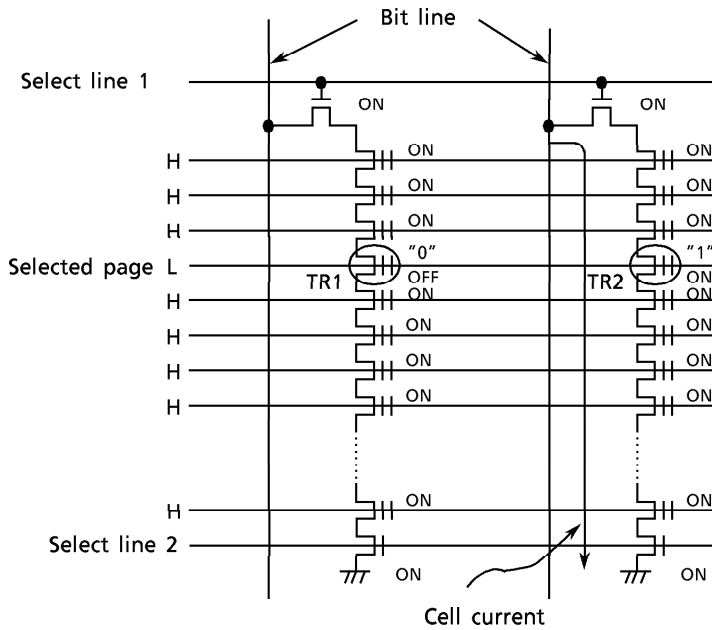 Bit line
Select line 1
ON ON
H ON ON
H ON ON
H ON ON
"0" "1"
Selected page L
TR1 OFF TR2 ON
H ON ON
H ON ON
H ON ON
H ON ON
H ON ON
Select line 2
ON ON
Cell current